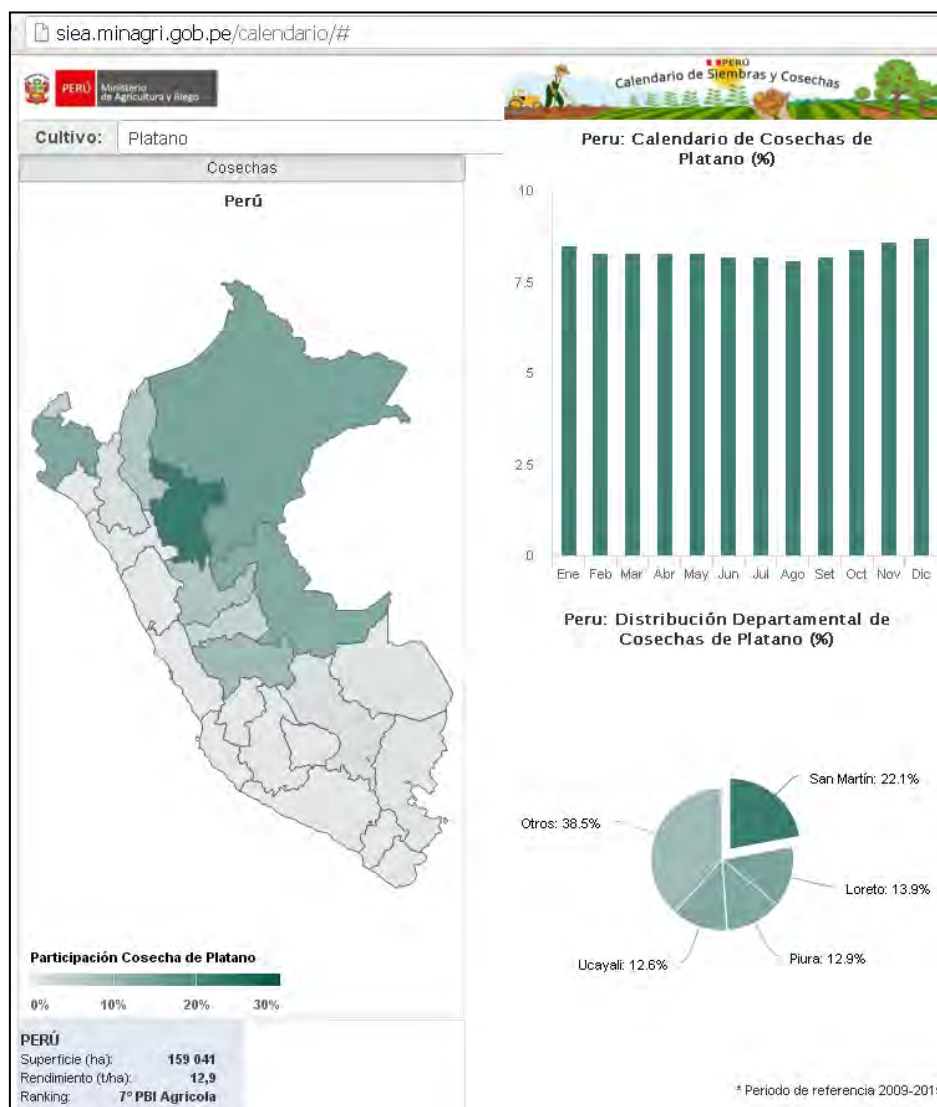 siea.minagri.gob.pe/calendario/#
PERÚ
Ministerio
de Agricultura y Riego
PERÚ
Calendario de Siembras y Cosechas
Cultivo:
Platano
Cosechas
Perú
Participación Cosecha de Platano
0% 10% 20% 30%
PERÚ
Superficie (ha): 159 041
Rendimiento (t/ha): 12,9
Ranking: 7º PBI Agricola
Peru: Calendario de Cosechas de
Platano (%)
10
7.5
5
2.5
0
Ene Feb Mar Abr May Jun Jul Ago Set Oct Nov Dic
Peru: Distribución Departamental de
Cosechas de Platano (%)
San Martín: 22.1%
Otros: 38.5%
Loreto: 13.9%
Ucayali: 12.6%
Piura: 12.9%
* Periodo de referencia